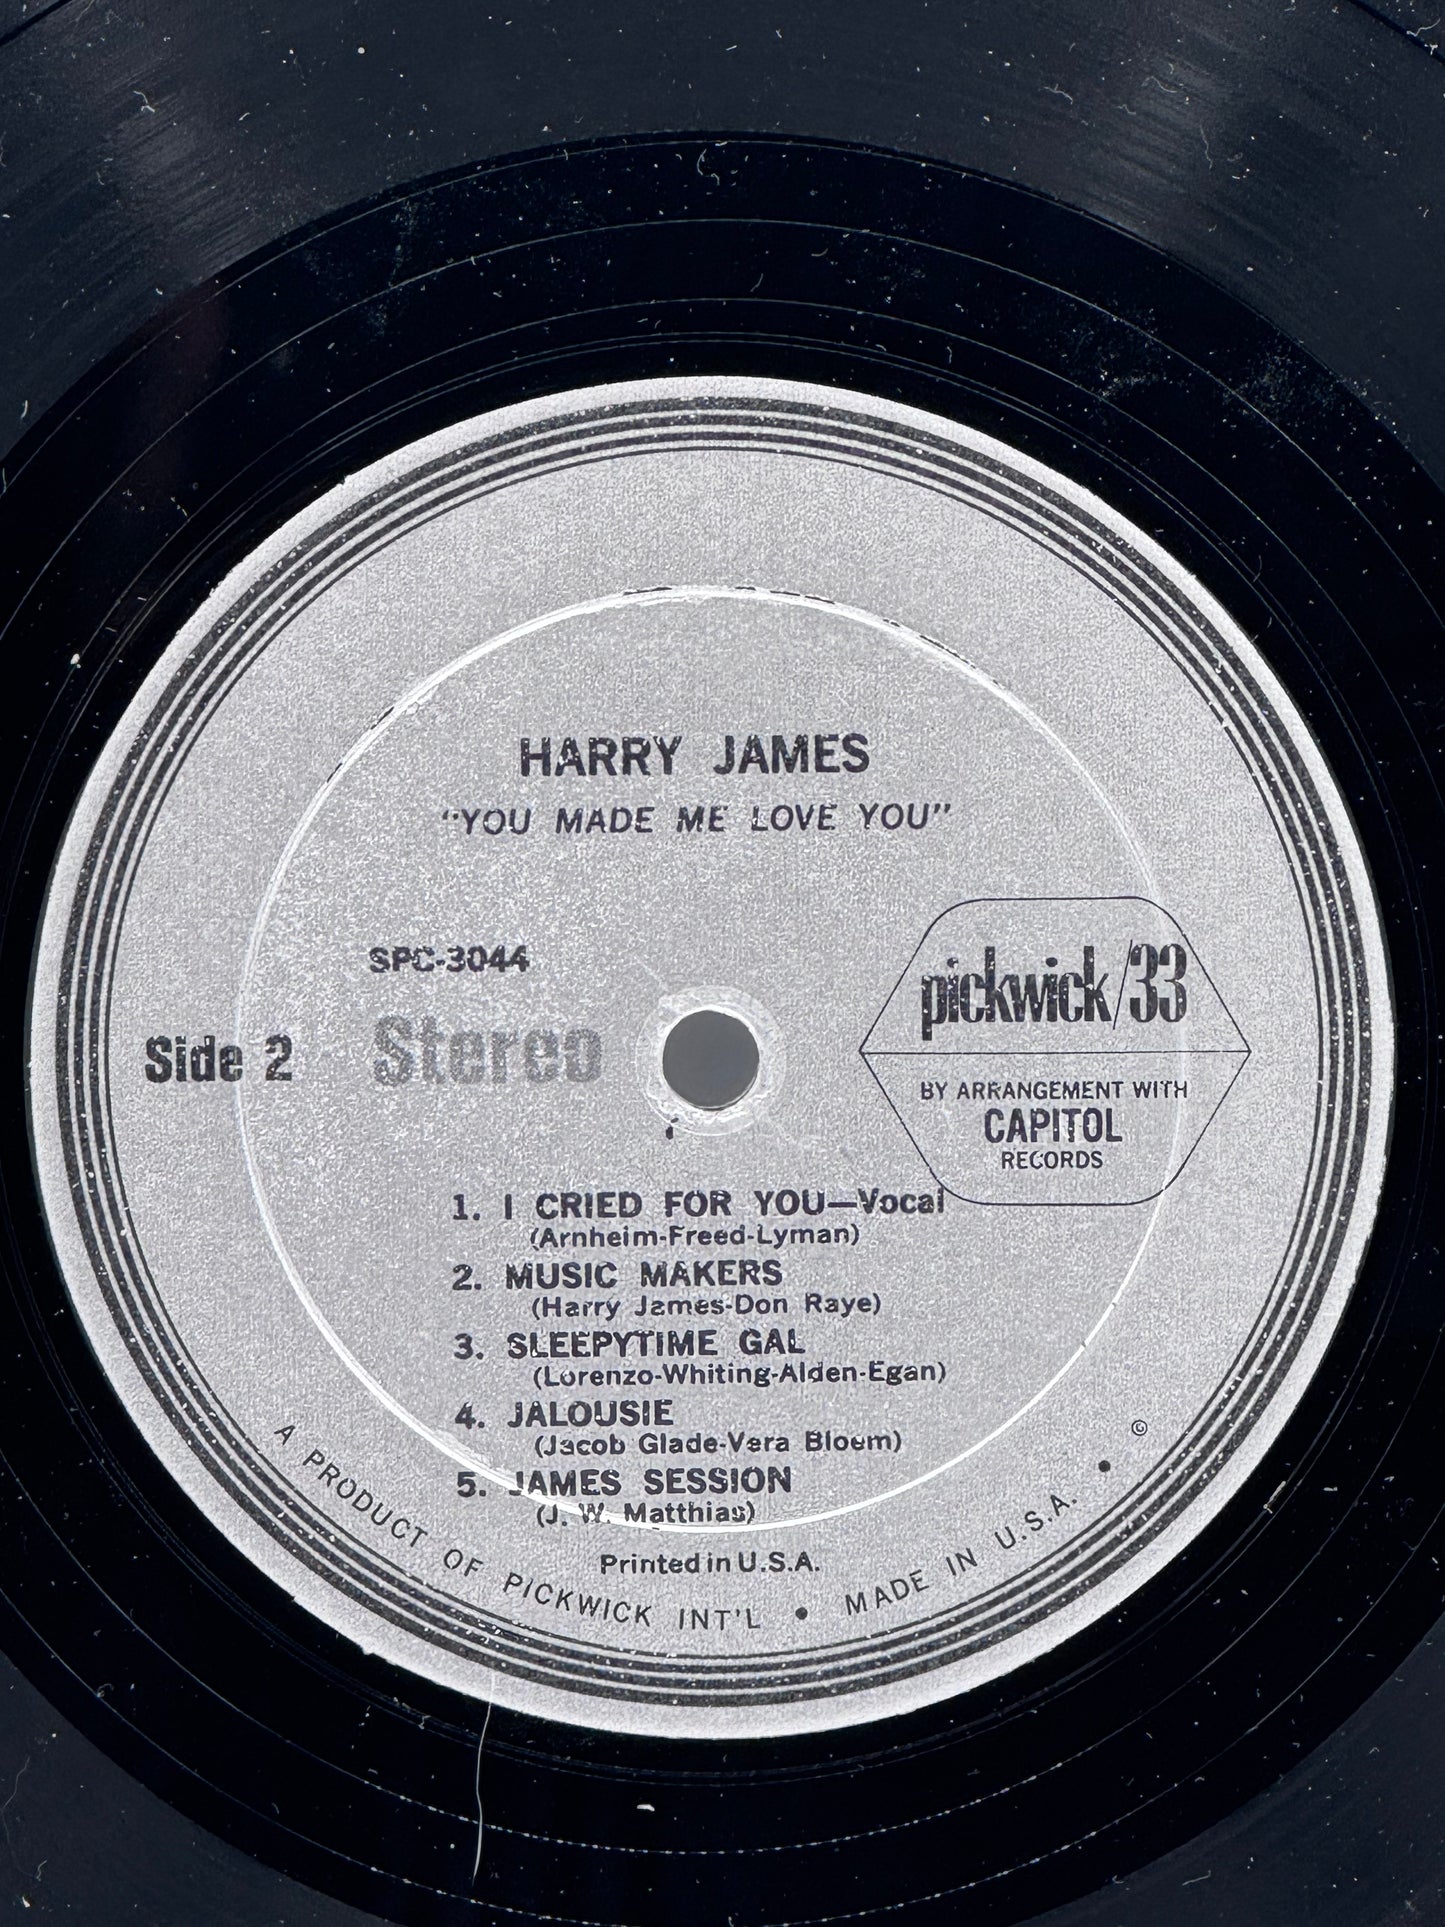 HARRY JAMES
"YOU MADE ME LOVE YOU"
SPC-3044
Side 2
Stereo
pickwick/33
BY ARRANGEMENT WITH
CAPITOL
RECORDS
1. I CRIED FOR YOU—Vocal
(Arnheim-Freed-Lyman)
2. MUSIC MAKERS
(Harry James-Don Raye)
3. SLEEPYTIME GAL
(Lorenzo-Whiting-Alden-Egan)
4. JALOUSIE
(Jacob Glade-Vera Bloem)
5. JAMES SESSION
(J. W. Matthias)
Printed in U.S.A.
A PRODUCT OF PICKWICK INT'L • MADE IN U.S.A. • ©